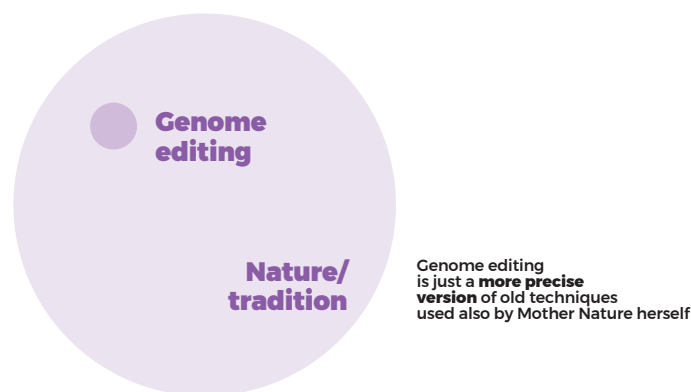 Genome
editing
Nature/
tradition
Genome editing
is just a more precise
version of old techniques
used also by Mother Nature herself